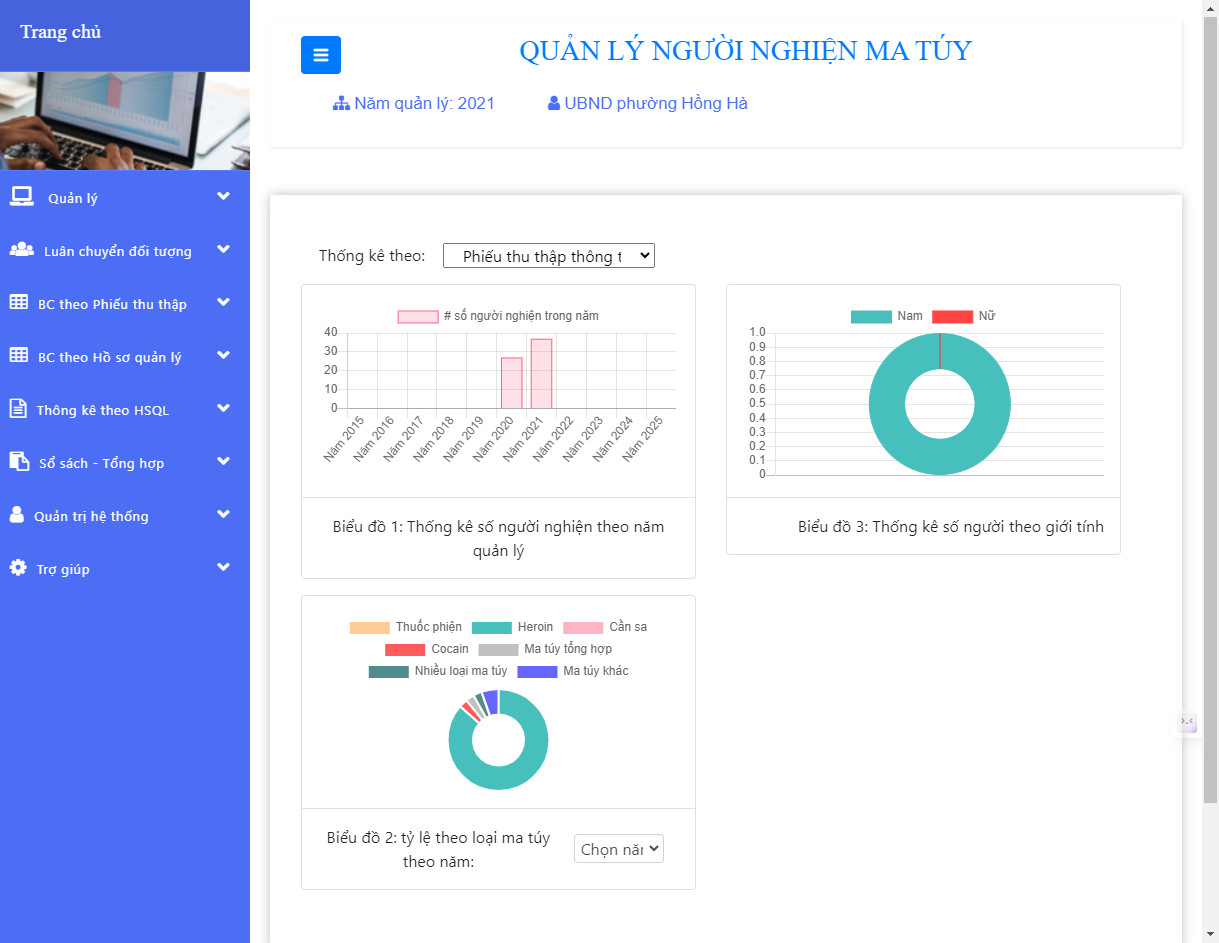 Trang chủ
QUẢN LÝ NGƯỜI NGHIỆN MA TÚY
Năm quản lý: 2021
UBND phường Hồng Hà
Quản lý
Luân chuyển đối tượng
BC theo Phiếu thu thập
BC theo Hồ sơ quản lý
Thông kê theo HSQL
Sổ sách - Tổng hợp
Quản trị hệ thống
Trợ giúp
Thống kê theo:
Phiếu thu thập thông t
# số người nghiện trong năm
40
30
20
10
0
Năm 2015
Năm 2016
Năm 2017
Năm 2018
Năm 2019
Năm 2020
Năm 2021
Năm 2022
Năm 2023
Năm 2024
Năm 2025
Biểu đồ 1: Thống kê số người nghiện theo năm
quản lý
Nam Nữ
1.0
0.9
0.8
0.7
0.6
0.5
0.4
0.3
0.2
0.1
0
Biểu đồ 3: Thống kê số người theo giới tính
Thuốc phiện Heroin Cần sa
Cocain Ma túy tổng hợp
Nhiều loại ma túy Ma túy khác
Biểu đồ 2: tỷ lệ theo loại ma túy
theo năm:
Chọn năr